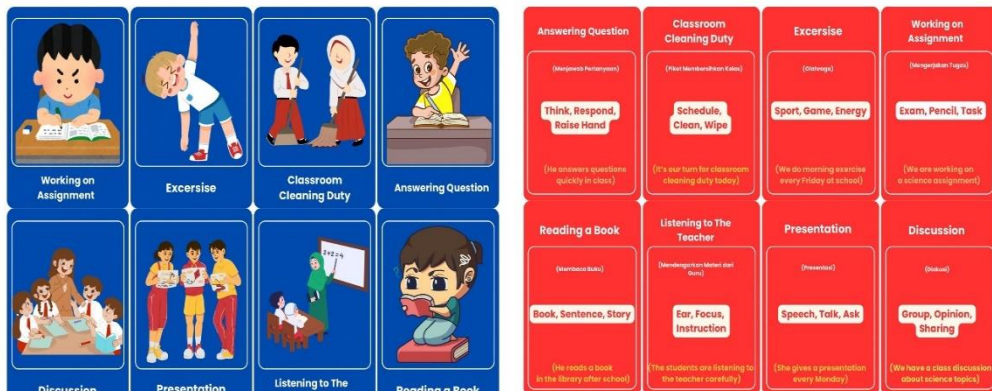 Working on
Assignment
Excersise
Classroom
Cleaning Duty
Answering Question
Discussion
Presentation
Listening to The
Reading a Book
Answering Question
(Menjawab Pertanyaan)
Think, Respond,
Raise Hand
(He answers questions
quickly in class)
Classroom
Cleaning Duty
(Piket Membersihkan Kelas)
Schedule,
Clean, Wipe
(It's our turn for classroom
cleaning duty today)
Excersise
(Olahraga)
Sport, Game, Energy
(We do morning exercise
every Friday at school)
Working on
Assignment
(Mengerjakan Tugas)
Exam, Pencil, Task
(We are working on
a science assignment)
Reading a Book
(Membaca Buku)
Book, Sentence, Story
(He reads a book
in the library after school)
Listening to The
Teacher
(Mendengarkan Materi dari
Guru)
Ear, Focus,
Instruction
(The students are listening to
the teacher carefully)
Presentation
(Presentasi)
Speech, Talk, Ask
(She gives a presentation
every Monday)
Discussion
(Diskusi)
Group, Opinion,
Sharing
(We have a class discussion
about science topics)